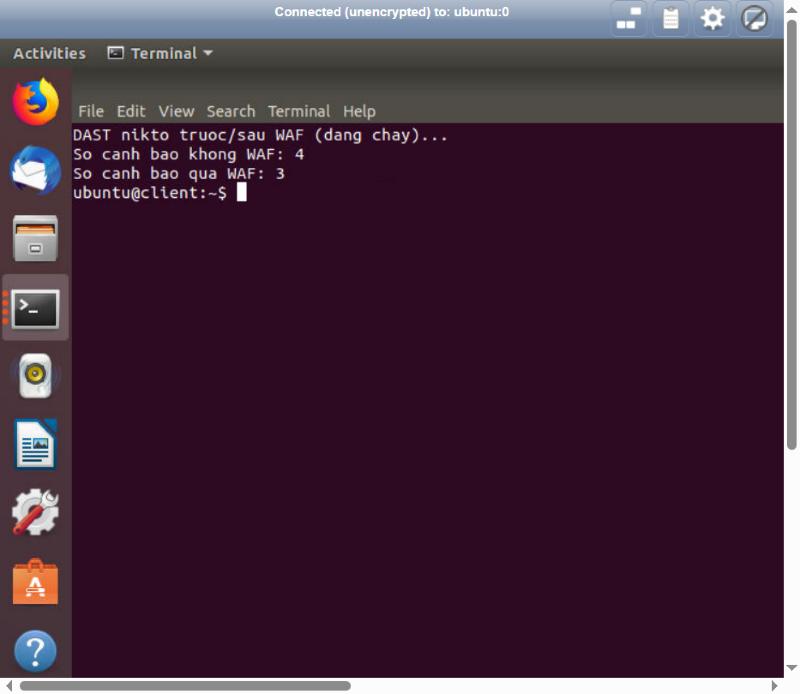 Connected (unencrypted) to: ubuntu:0
Activities Terminal
File Edit View Search Terminal Help
DAST nikto truoc/sau WAF (dang chay)...
So canh bao khong WAF: 4
So canh bao qua WAF: 3
ubuntu@client:~$